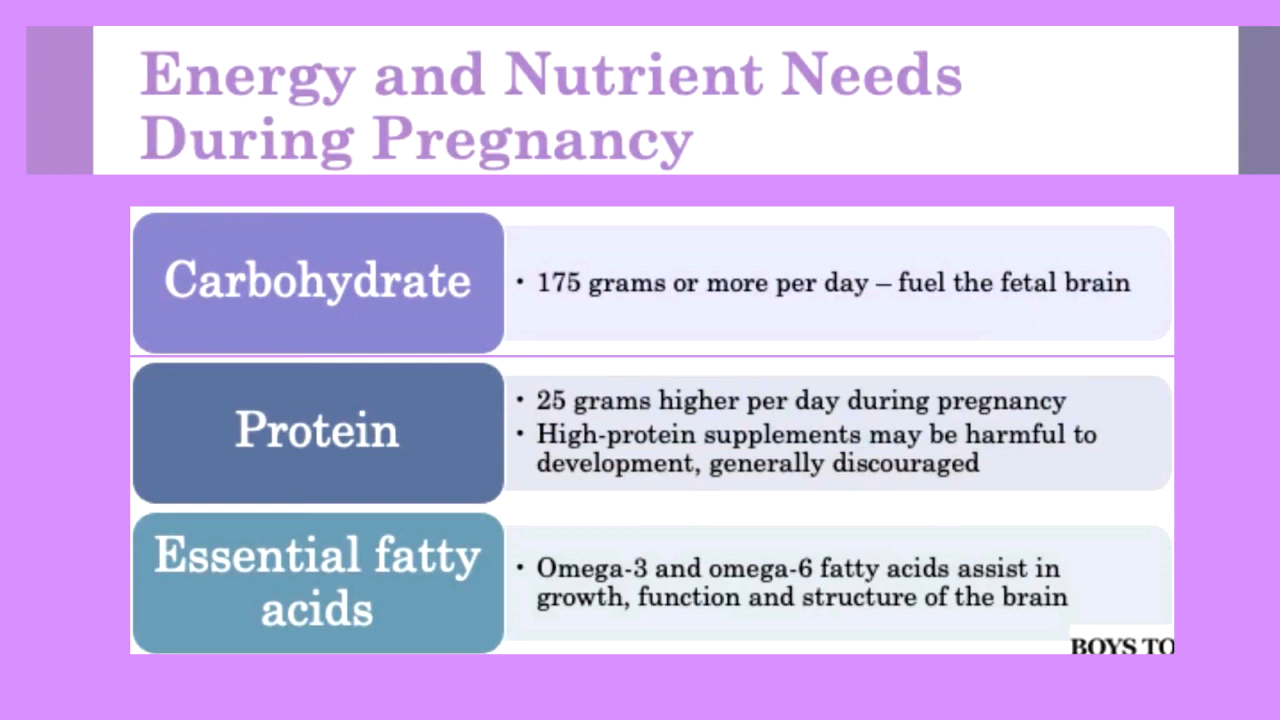 Energy and Nutrient Needs
During Pregnancy
Carbohydrate
• 175 grams or more per day – fuel the fetal brain
Protein
• 25 grams higher per day during pregnancy
• High-protein supplements may be harmful to
development, generally discouraged
Essential fatty
acids
• Omega-3 and omega-6 fatty acids assist in
growth, function and structure of the brain
BOYS TO